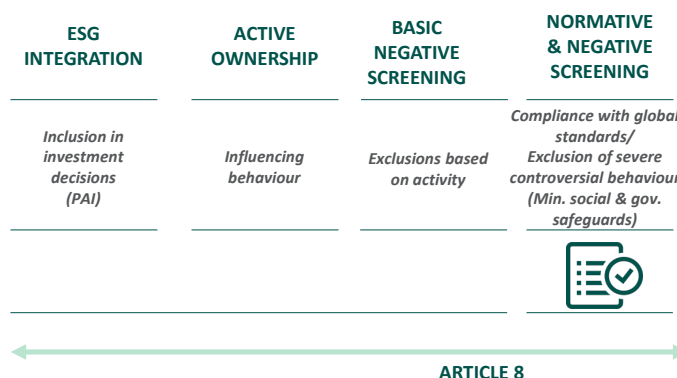 ESG
INTEGRATION
ACTIVE
OWNERSHIP
BASIC
NEGATIVE
SCREENING
NORMATIVE
& NEGATIVE
SCREENING
Inclusion in
investment
decisions
(PAI)
Influencing
behaviour
Exclusions based
on activity
Compliance with global
standards/
Exclusion of severe
controversial behaviour
(Min. social & gov.
safeguards)
ARTICLE 8